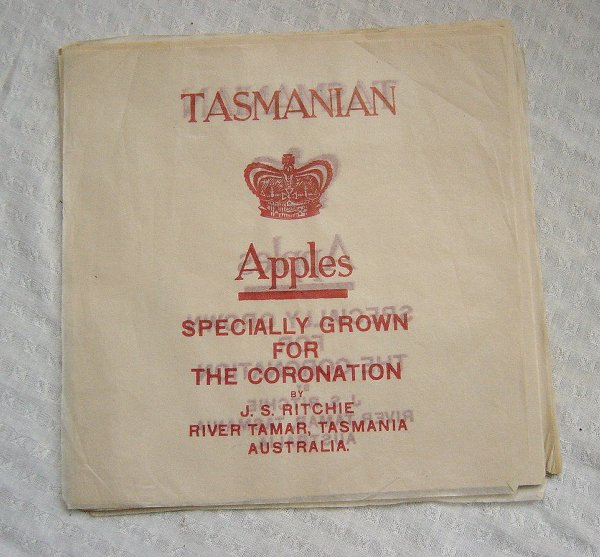 TASMANIAN
Apples
SPECIALLY GROWN
FOR
THE CORONATION
BY
J. S. RITCHIE
RIVER TAMAR, TASMANIA
AUSTRALIA.